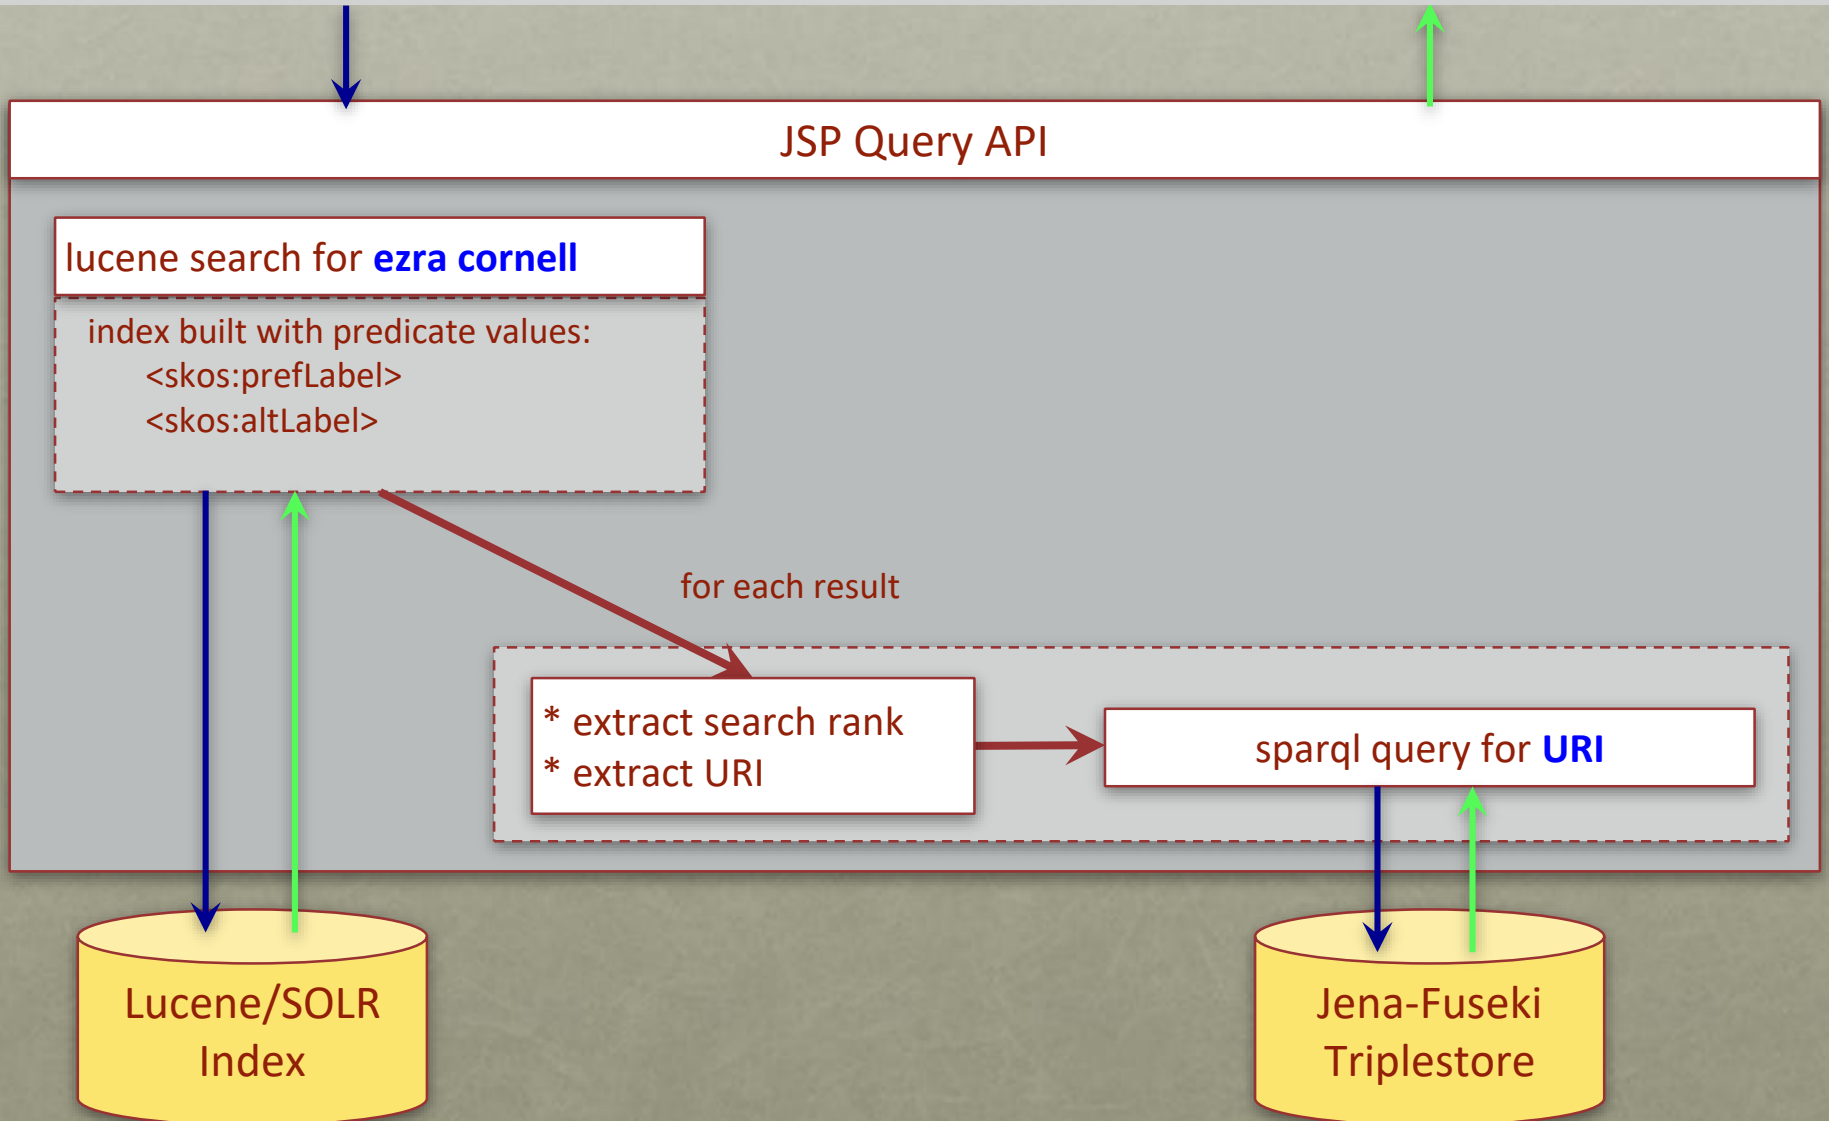 JSP Query API
lucene search for ezra cornell
index built with predicate values:
<skos:prefLabel>
<skos:altLabel>
for each result
* extract search rank
* extract URI
sparql query for URI
Lucene/SOLR
Index
Jena-Fuseki
Triplestore